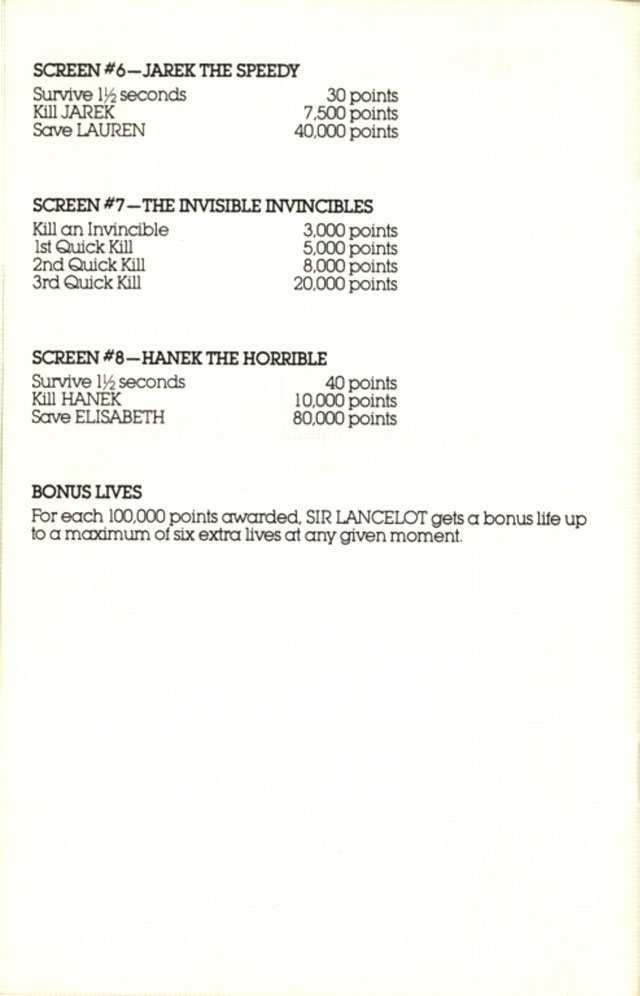 SCREEN #6—JAREK THE SPEEDY
Survive 1½ seconds 30 points
Kill JAREK 7,500 points
Save LAUREN 40,000 points
SCREEN #7—THE INVISIBLE INVINCIBLES
Kill an Invincible 3,000 points
1st Quick Kill 5,000 points
2nd Quick Kill 8,000 points
3rd Quick Kill 20,000 points
SCREEN #8—HANEK THE HORRIBLE
Survive 1½ seconds 40 points
Kill HANEK 10,000 points
Save ELISABETH 80,000 points
BONUS LIVES
For each 100,000 points awarded, SIR LANCELOT gets a bonus life up
to a maximum of six extra lives at any given moment.